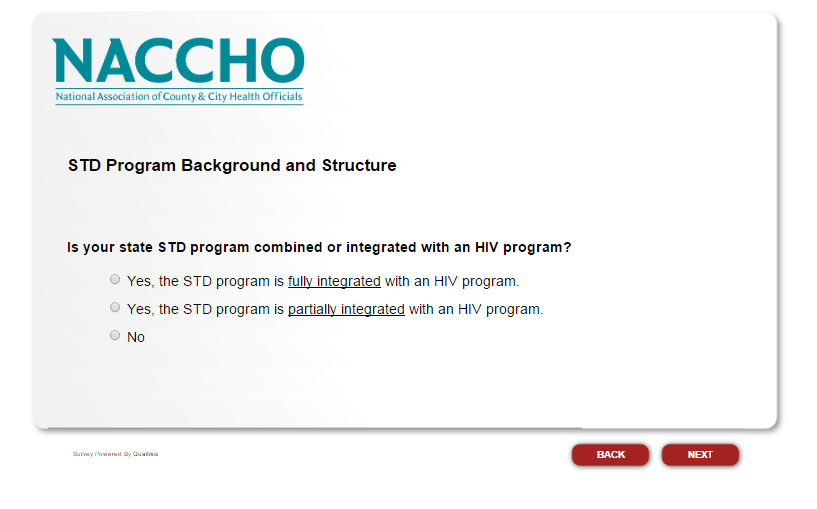 NACCHO
National Association of County & City Health Officials
STD Program Background and Structure
Is your state STD program combined or integrated with an HIV program?
Yes, the STD program is fully integrated with an HIV program.
Yes, the STD program is partially integrated with an HIV program.
No
Survey Powered By Qualtrics
BACK
NEXT